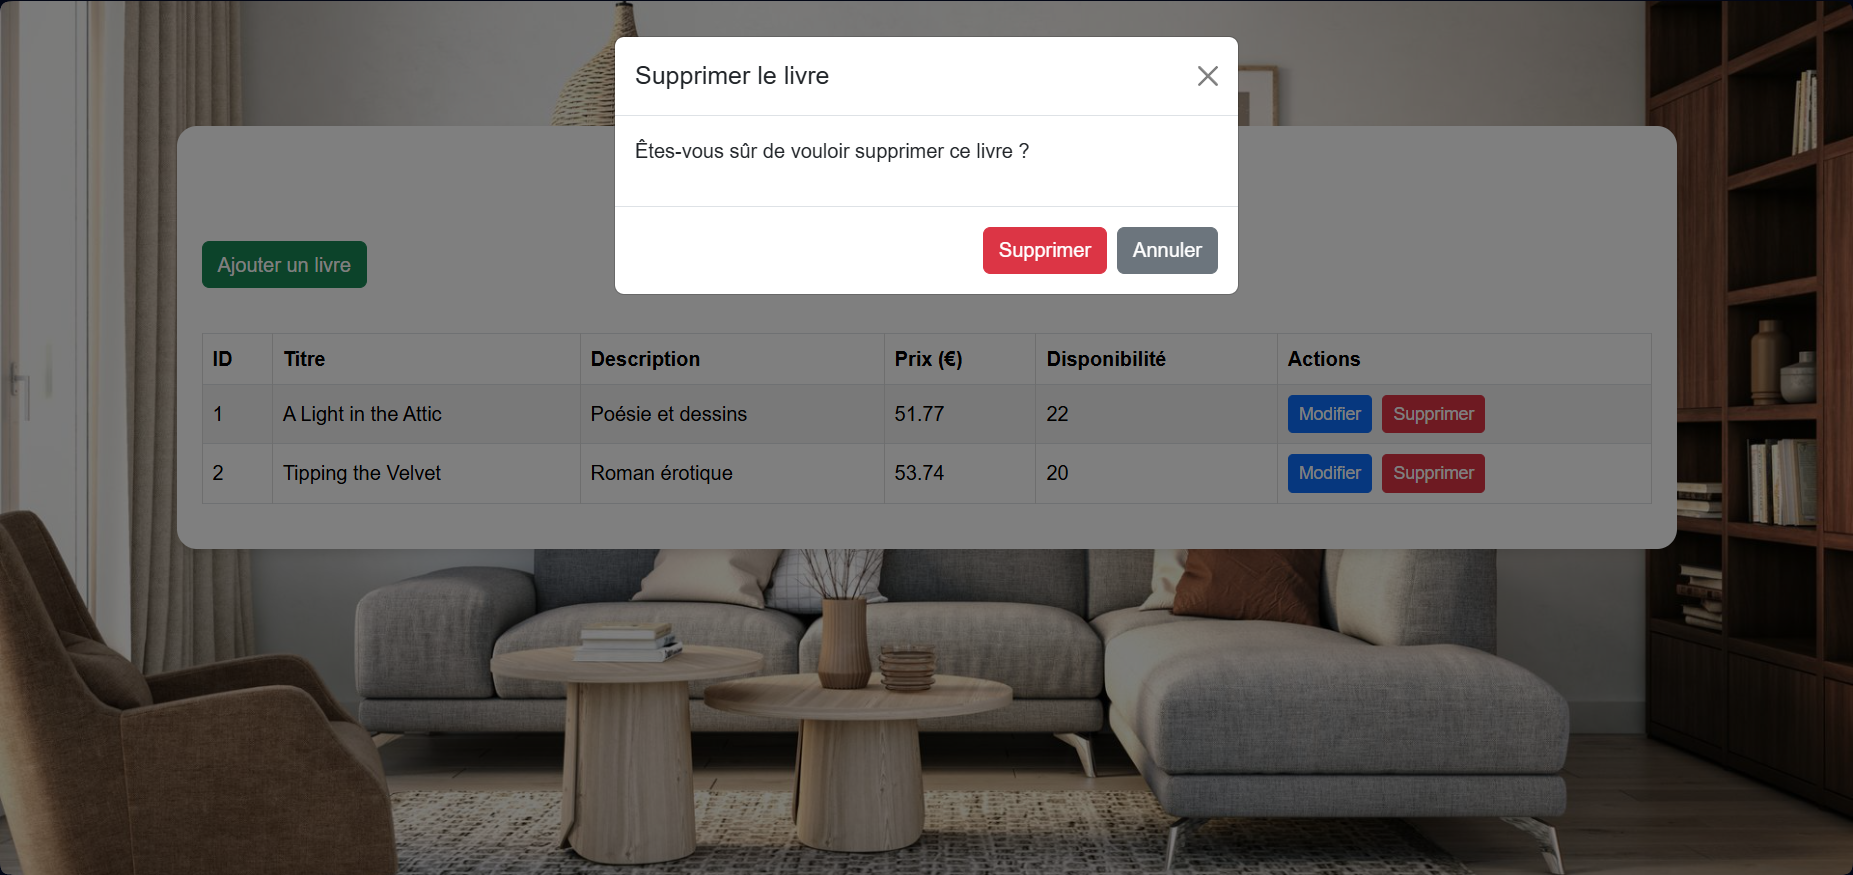 Supprimer le livre
Êtes-vous sûr de vouloir supprimer ce livre ?
Supprimer Annuler
Ajouter un livre
ID Titre Description Prix (€) Disponibilité Actions
1 A Light in the Attic Poésie et dessins 51.77 22 Modifier Supprimer
2 Tipping the Velvet Roman érotique 53.74 20 Modifier Supprimer